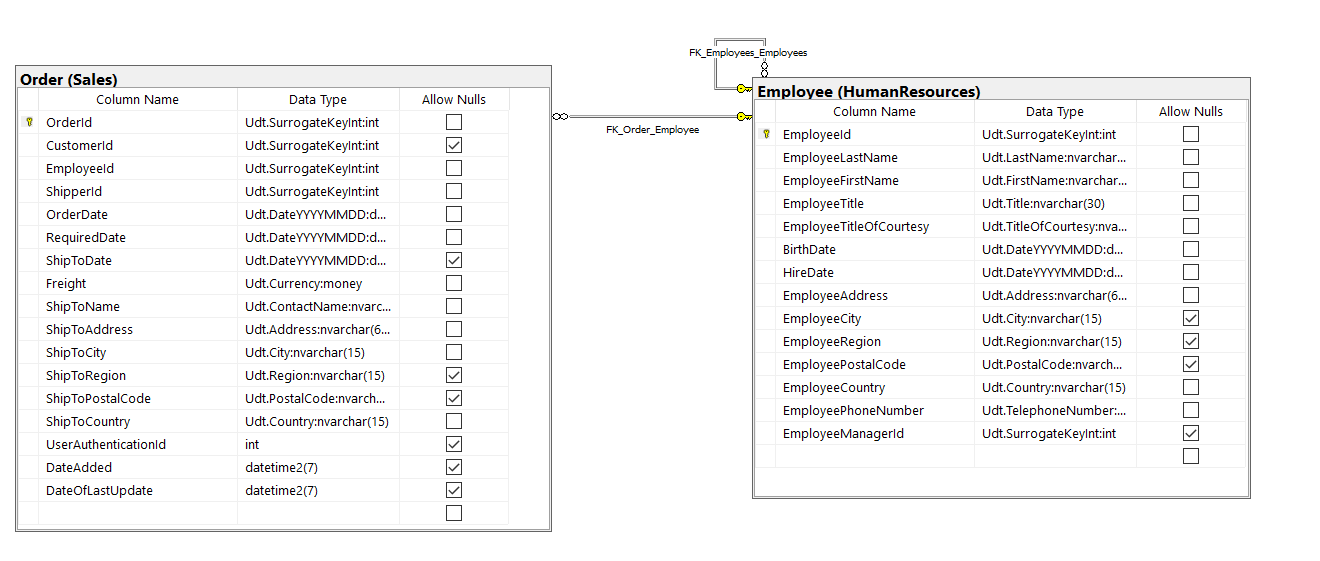 FK_Employees_Employees
Order (Sales)
Column Name Data Type Allow Nulls
OrderId Udt.SurrogateKeyInt:int
CustomerId Udt.SurrogateKeyInt:int
EmployeeId Udt.SurrogateKeyInt:int
ShipperId Udt.SurrogateKeyInt:int
OrderDate Udt.DateYYYYMMDD:d...
RequiredDate Udt.DateYYYYMMDD:d...
ShipToDate Udt.DateYYYYMMDD:d...
Freight Udt.Currency:money
ShipToName Udt.ContactName:nvarc...
ShipToAddress Udt.Address:nvarchar(6...
ShipToCity Udt.City:nvarchar(15)
ShipToRegion Udt.Region:nvarchar(15)
ShipToPostalCode Udt.PostalCode:nvarch...
ShipToCountry Udt.Country:nvarchar(15)
UserAuthenticationId int
DateAdded datetime2(7)
DateOfLastUpdate datetime2(7)
FK_Order_Employee
Employee (HumanResources)
Column Name Data Type Allow Nulls
EmployeeId Udt.SurrogateKeyInt:int
EmployeeLastName Udt.LastName:nvarchar...
EmployeeFirstName Udt.FirstName:nvarchar...
EmployeeTitle Udt.Title:nvarchar(30)
EmployeeTitleOfCourtesy Udt.TitleOfCourtesy:nva...
BirthDate Udt.DateYYYYMMDD:d...
HireDate Udt.DateYYYYMMDD:d...
EmployeeAddress Udt.Address:nvarchar(6...
EmployeeCity Udt.City:nvarchar(15)
EmployeeRegion Udt.Region:nvarchar(15)
EmployeePostalCode Udt.PostalCode:nvarch...
EmployeeCountry Udt.Country:nvarchar(15)
EmployeePhoneNumber Udt.TelephoneNumber:...
EmployeeManagerId Udt.SurrogateKeyInt:int